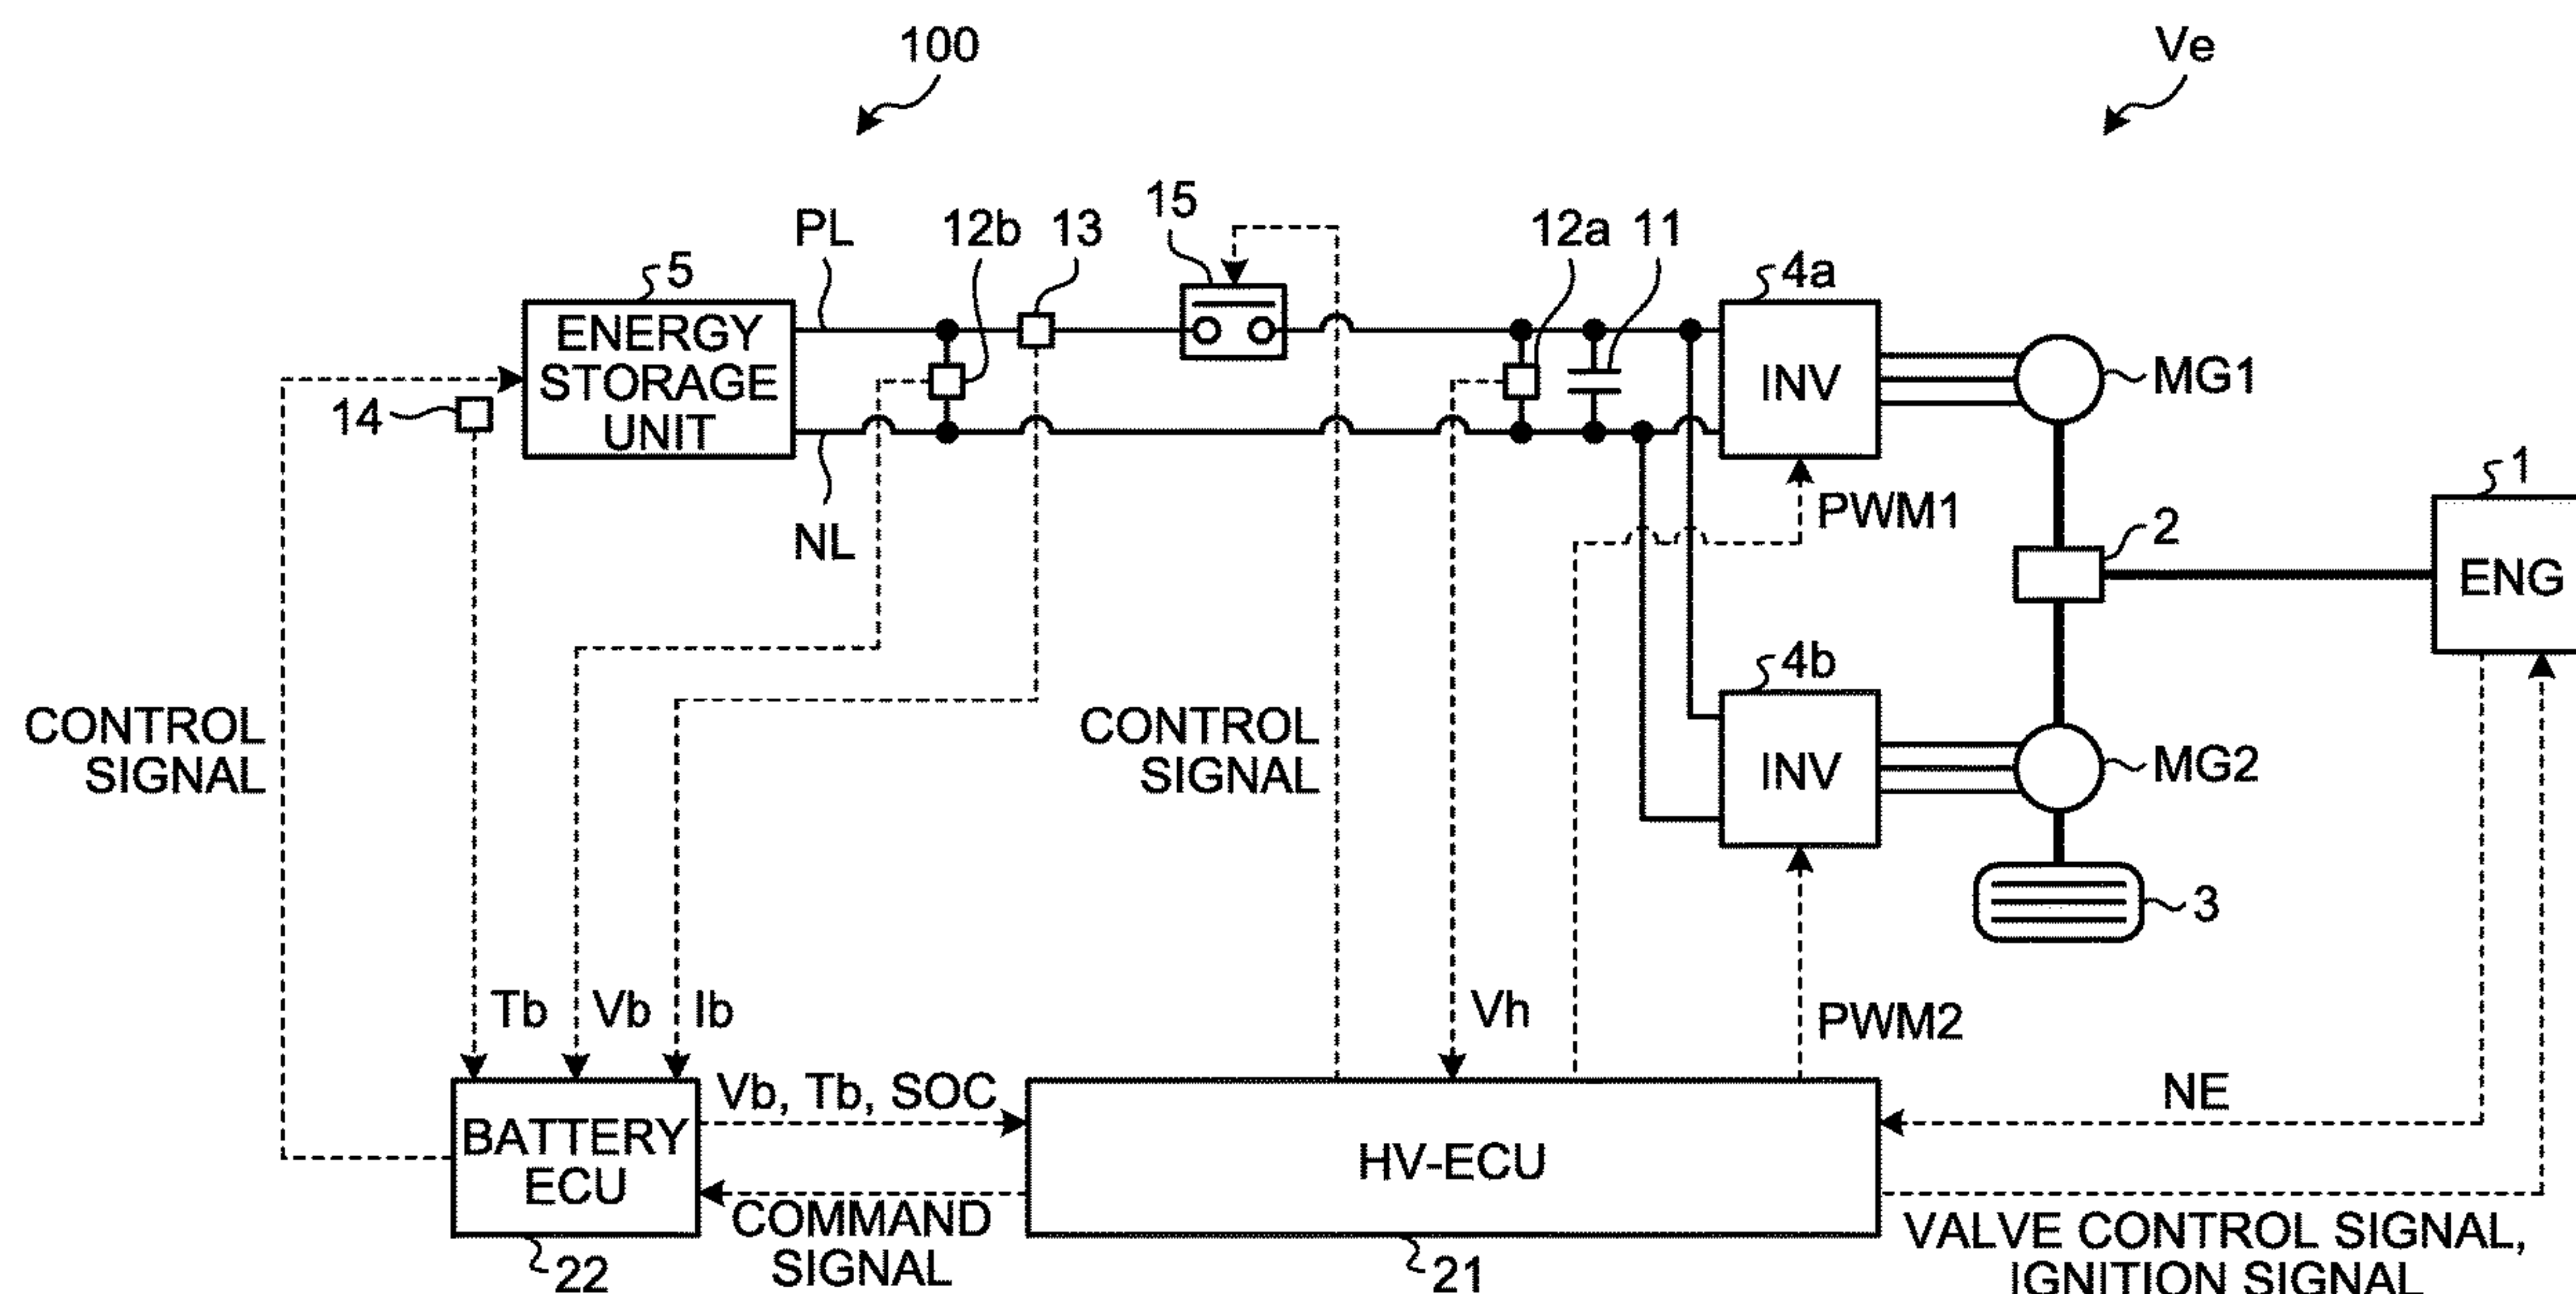 100
Ve
15
PL
12b
13
12a
11
5
4a
ENERGY
STORAGE
UNIT
INV
MG1
14
NL
PWM1
1
2
ENG
4b
CONTROL
SIGNAL
CONTROL
SIGNAL
INV
MG2
3
Tb
Vb
Ib
Vh
PWM2
Vb, Tb, SOC
NE
BATTERY
ECU
HV-ECU
COMMAND
SIGNAL
VALVE CONTROL SIGNAL,
IGNITION SIGNAL
22
21